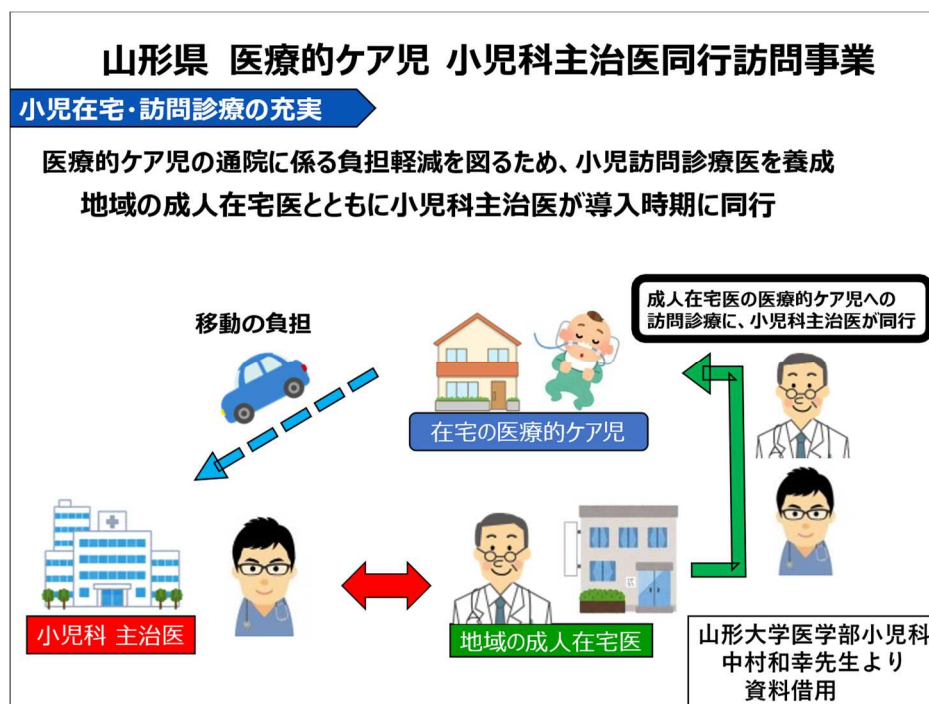 山形県 医療的ケア児 小児科主治医同行訪問事業
小児在宅・訪問診療の充実
医療的ケア児の通院に係る負担軽減を図るため、小児訪問診療医を養成
地域の成人在宅医とともに小児科主治医が導入時期に同行
成人在宅医の医療的ケア児への
訪問診療に、小児科主治医が同行
移動の負担
在宅の医療的ケア児
小児科 主治医
地域の成人在宅医
山形大学医学部小児科
中村和幸先生より
資料借用